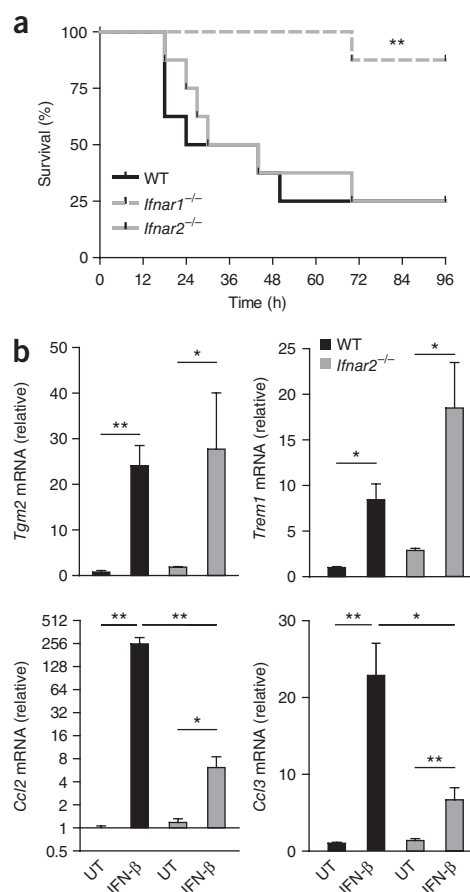 a
100
75
50
25
0
Survival (%)
**
WT
Ifnar1–/–
Ifnar2–/–
0 12 24 36 48 60 72 84 96
Time (h)
b
WT
Ifnar2–/–
50
40
30
20
10
0
Tgm2 mRNA (relative)
**
*
25
20
15
10
5
0
Trem1 mRNA (relative)
*
*
512
256
128
64
32
16
8
4
2
1
0.5
Ccl2 mRNA (relative)
** **
*
UT IFN-β UT IFN-β
30
20
10
0
Ccl3 mRNA (relative)
** *
**
UT IFN-β UT IFN-β